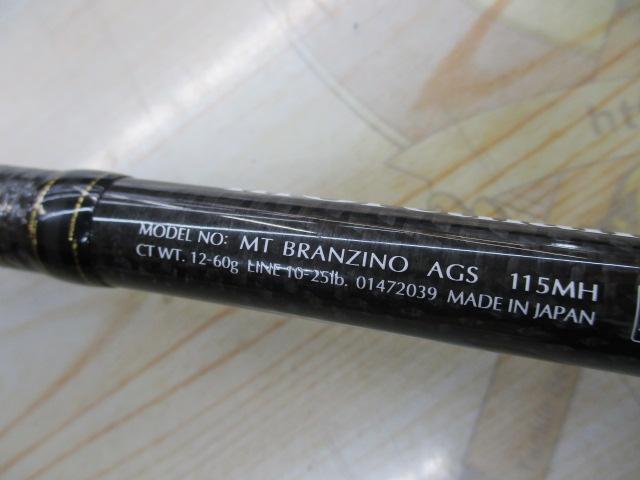 MODEL NO: MT BRANZINO AGS 115MH
CT WT. 12-60g LINE 10-25lb. 01472039 MADE IN JAPAN